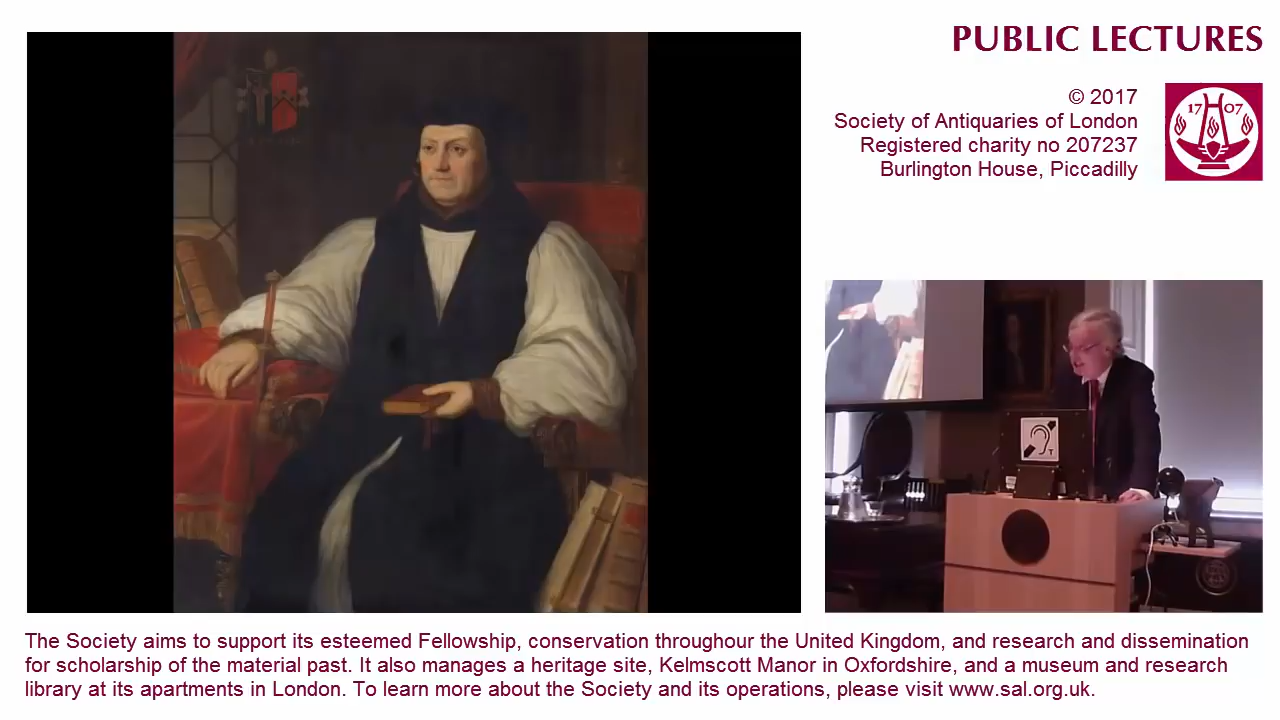 PUBLIC LECTURES
© 2017
Society of Antiquaries of London
Registered charity no 207237
Burlington House, Piccadilly
17 07
The Society aims to support its esteemed Fellowship, conservation throughour the United Kingdom, and research and dissemination
for scholarship of the material past. It also manages a heritage site, Kelmscott Manor in Oxfordshire, and a museum and research
library at its apartments in London. To learn more about the Society and its operations, please visit www.sal.org.uk.
T